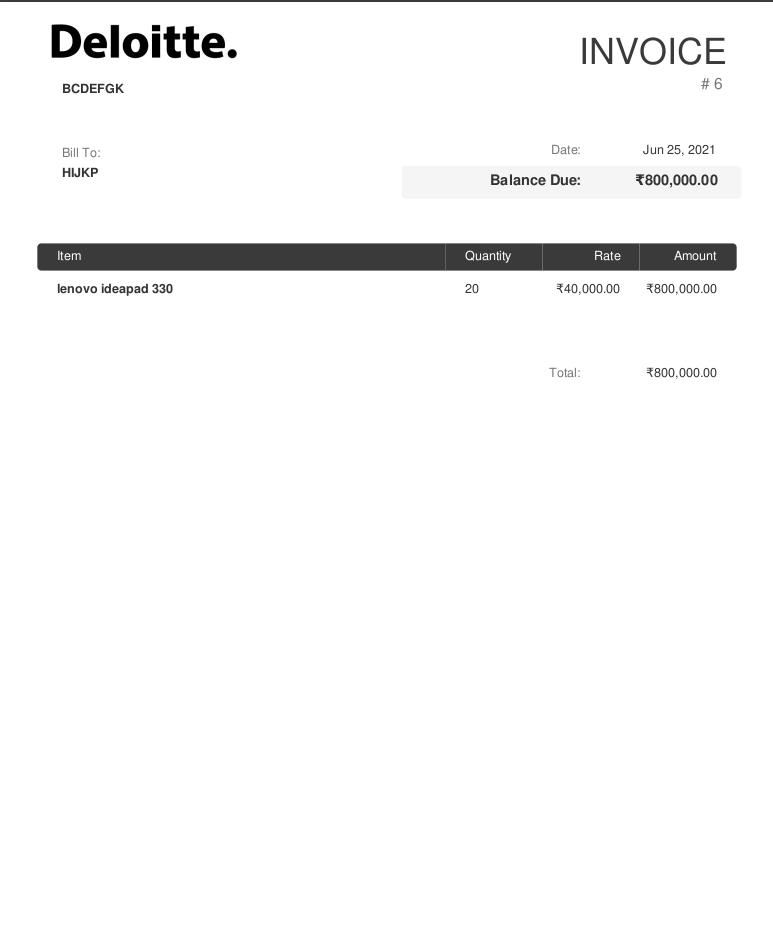 Deloitte.
INVOICE
# 6
BCDEFGK
Bill To:
HIJKP
Date: Jun 25, 2021
Balance Due: ₹800,000.00
Item Quantity Rate Amount
lenovo ideapad 330 20 ₹40,000.00 ₹800,000.00
Total: ₹800,000.00